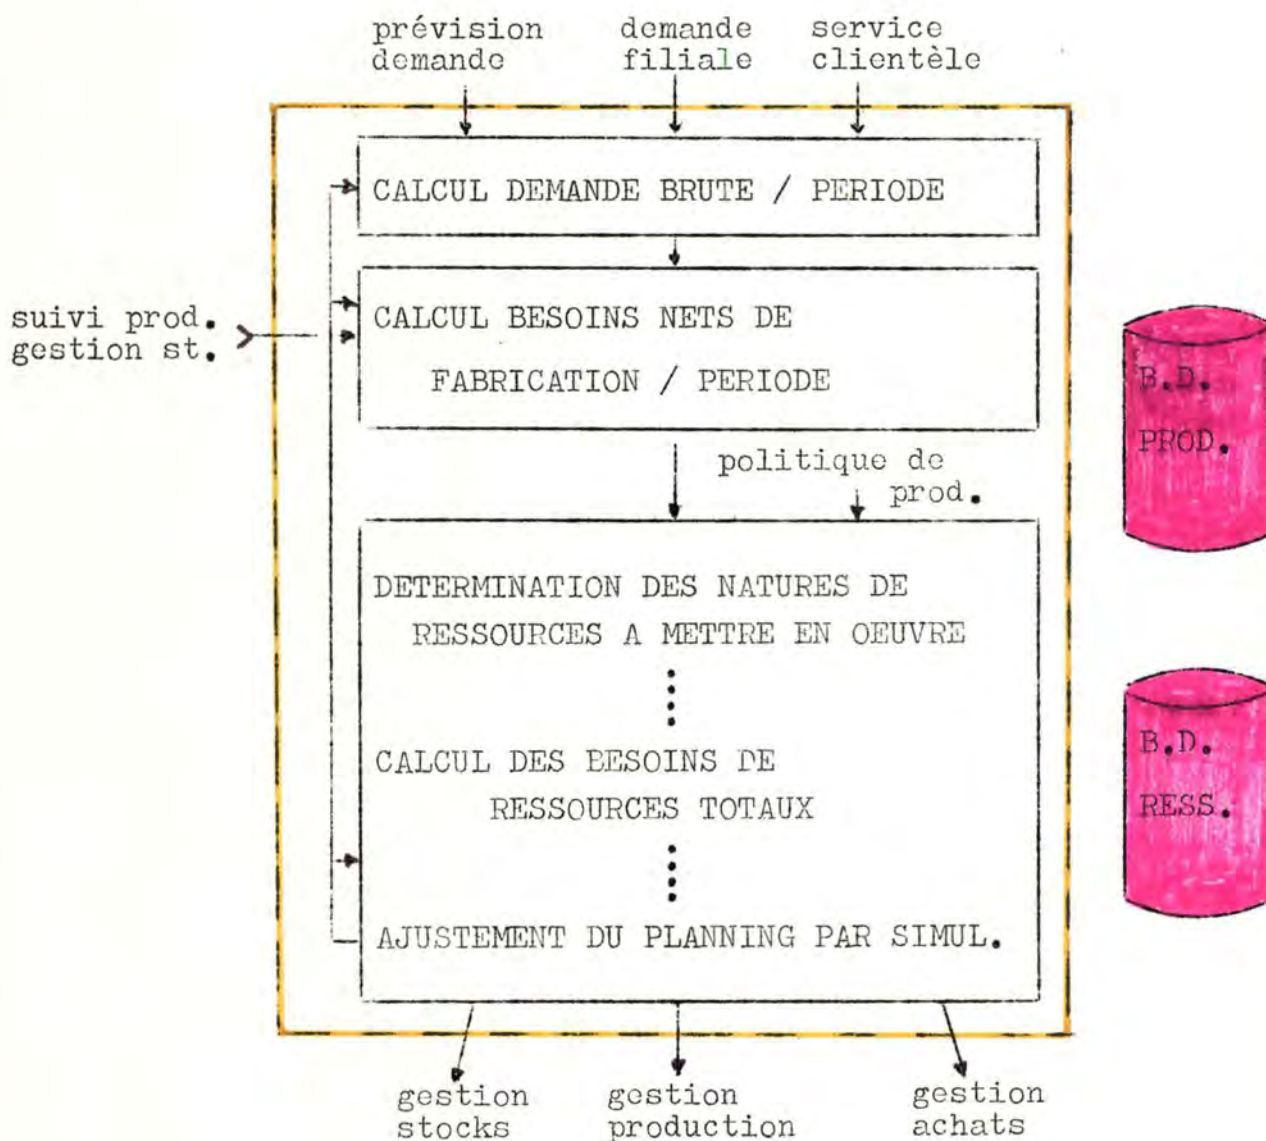 prévision demande service
demande filiale clientèle
CALCUL DEMANDE BRUTE / PERIODE
suivi prod.
gestion st.
CALCUL BESOINS NETS DE
FABRICATION / PERIODE
politique de
prod.
DETERMINATION DES NATURES DE
RESSOURCES A METTRE EN OEUVRE
CALCUL DES BESOINS DE
RESSOURCES TOTAUX
AJUSTEMENT DU PLANNING PAR SIMUL.
B.D.
PROD.
B.D.
RESS.
gestion gestion gestion
stocks production achats